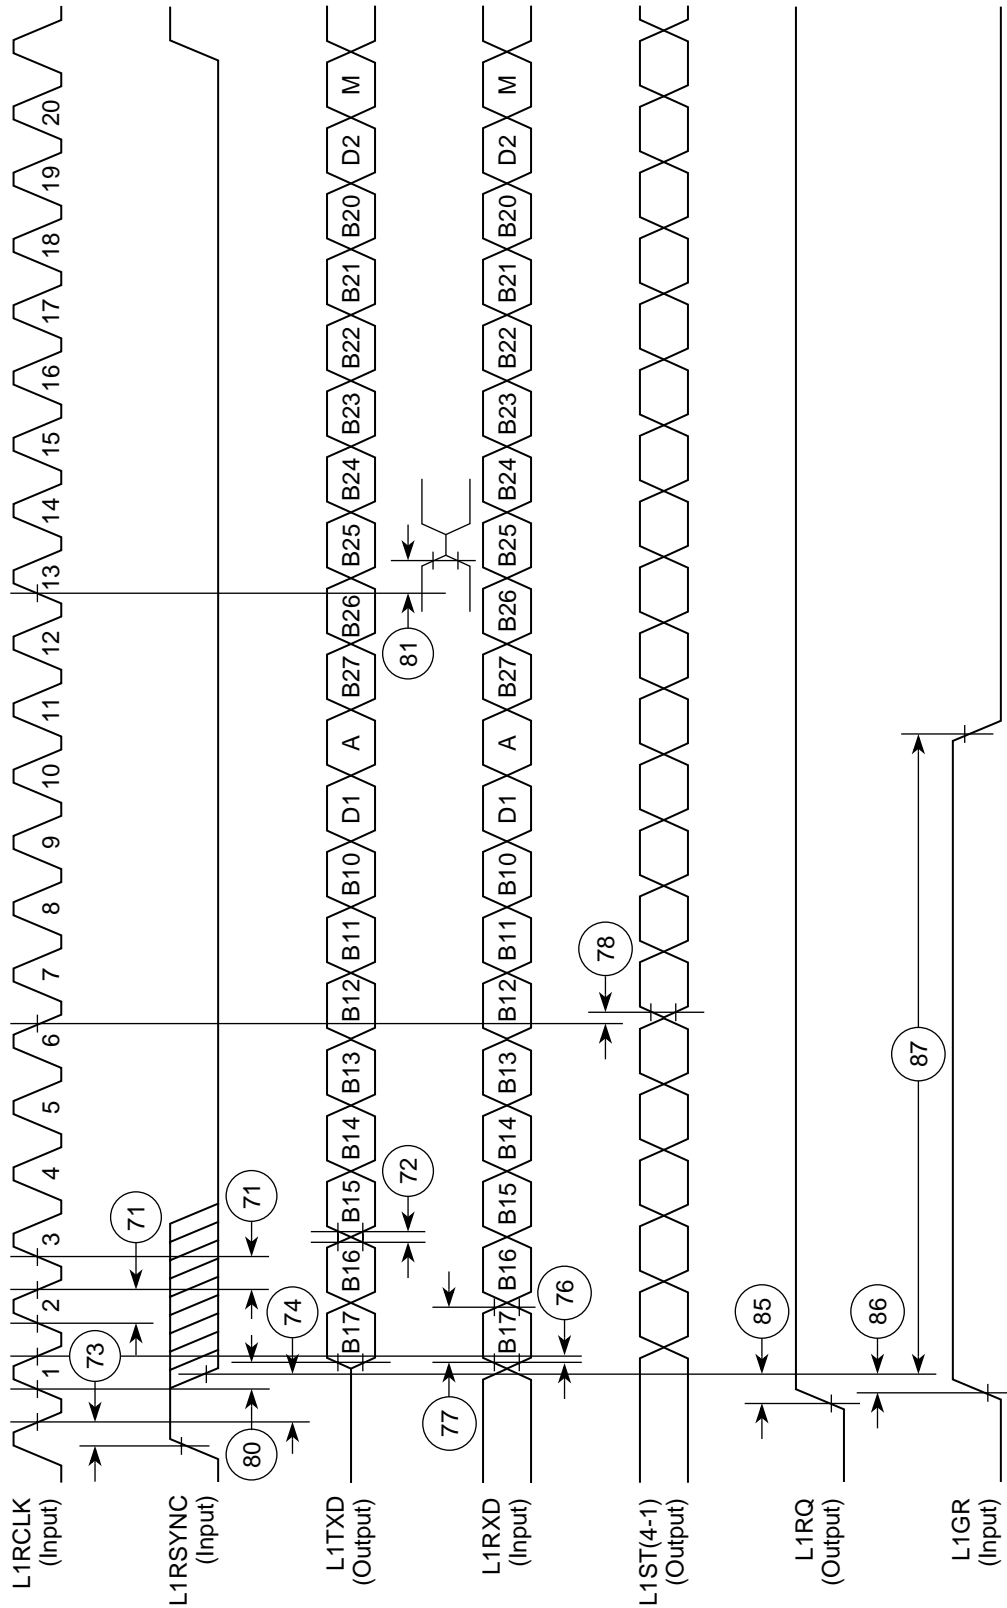 L1RCLK
(Input)
1 2 3 4 5 6 7 8 9 10 11 12 13 14 15 16 17 18 19 20
73
71
71
80
74
L1RSYNC
(Input)
L1TXD
(Output)
B17 B16 B15 B14 B13 B12 B11 B10 D1 A B27 B26 B25 B24 B23 B22 B21 B20 D2 M
72
81
77
76
L1RXD
(Input)
B17 B16 B15 B14 B13 B12 B11 B10 D1 A B27 B26 B25 B24 B23 B22 B21 B20 D2 M
78
L1ST(4-1)
(Output)
85
L1RQ
(Output)
86
87
L1GR
(Input)